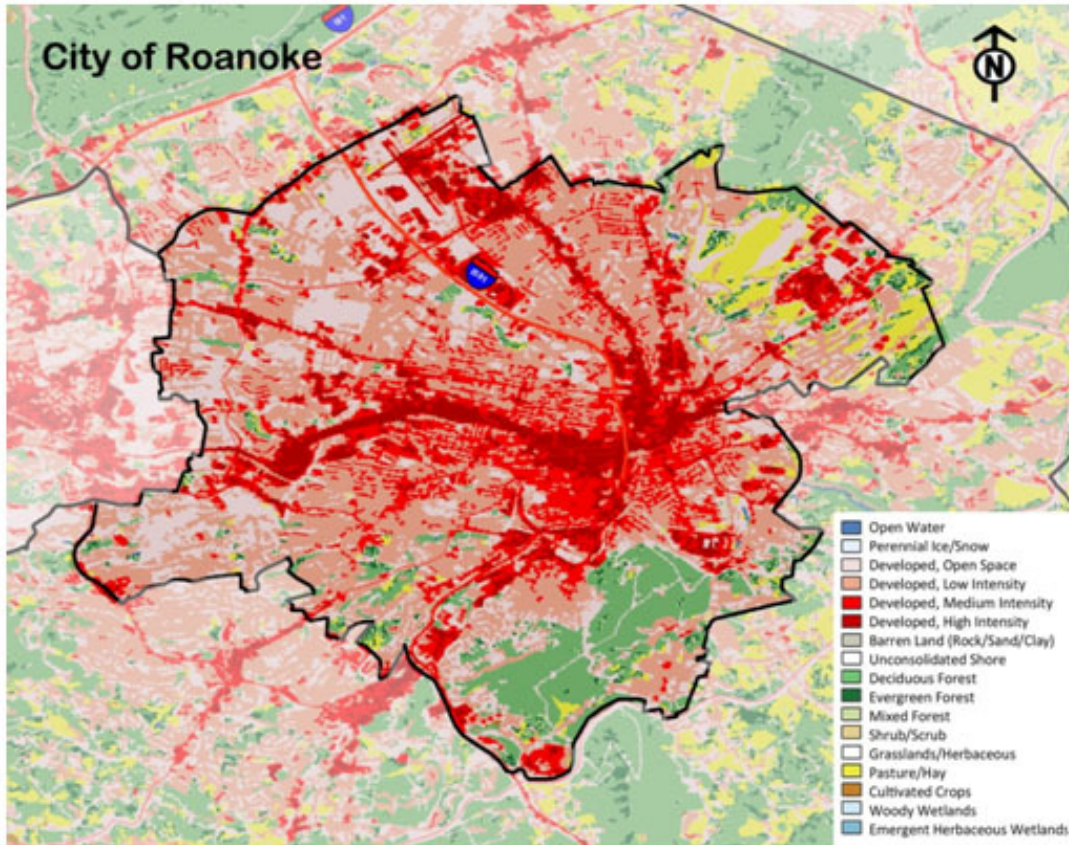 City of Roanoke
N
Open Water
Perennial Ice/Snow
Developed, Open Space
Developed, Low Intensity
Developed, Medium Intensity
Developed, High Intensity
Barren Land (Rock/Sand/Clay)
Unconsolidated Shore
Deciduous Forest
Evergreen Forest
Mixed Forest
Shrub/Scrub
Grasslands/Herbaceous
Pasture/Hay
Cultivated Crops
Woody Wetlands
Emergent Herbaceous Wetlands